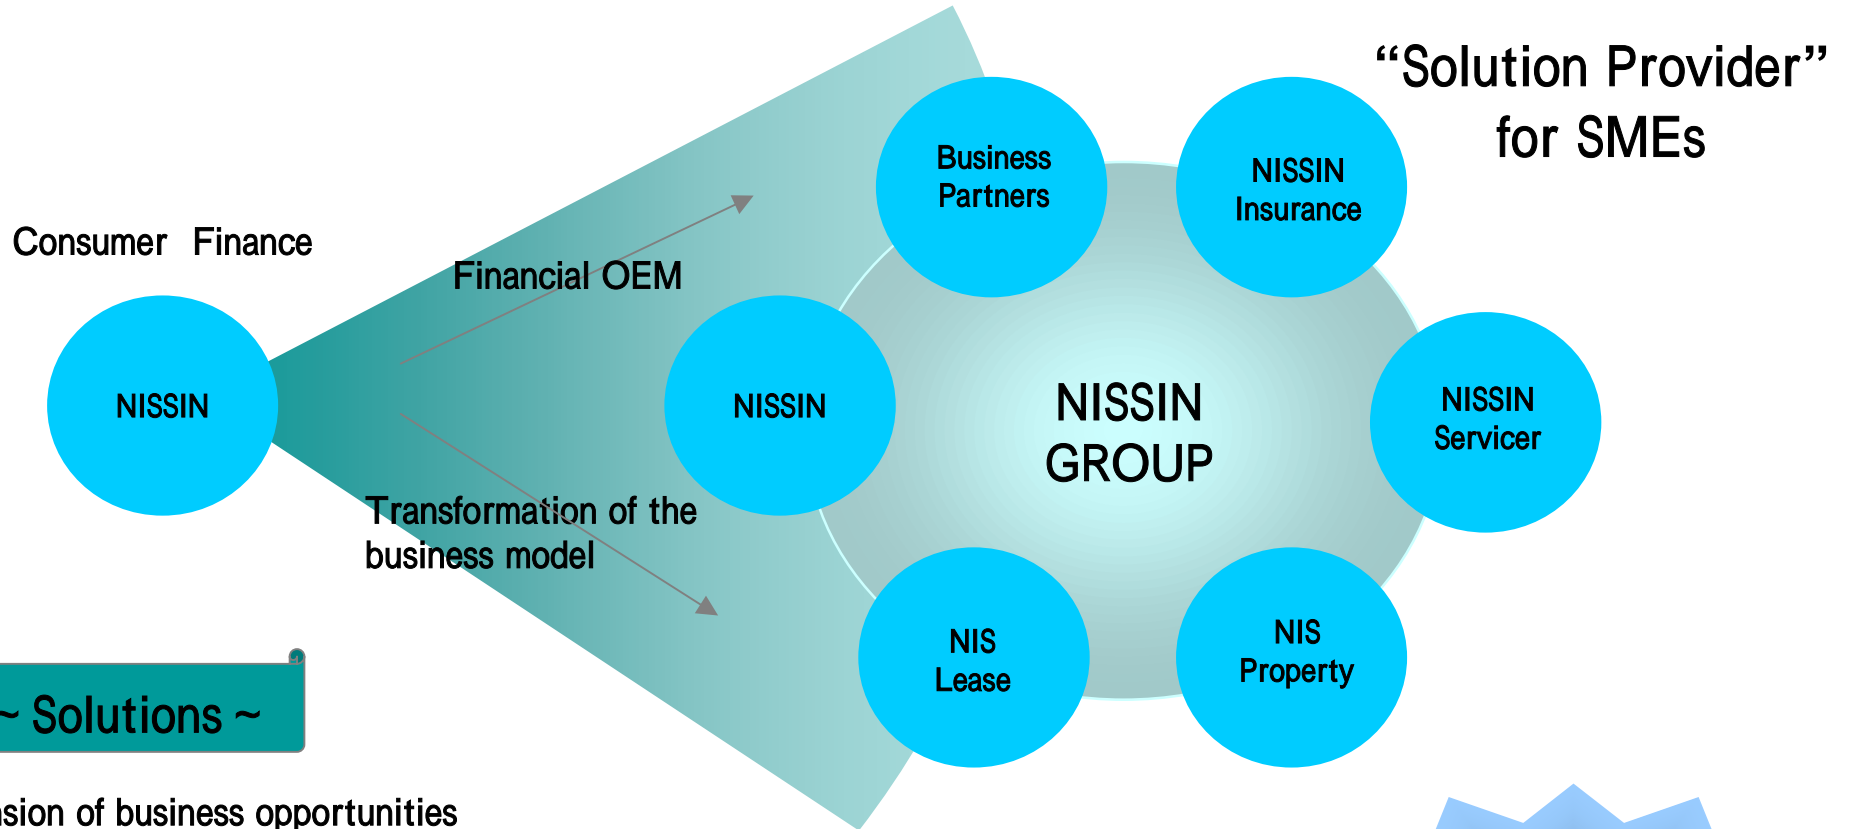 “Solution Provider”
for SMEs
Consumer Finance
Business
Partners
NISSIN
Insurance
Financial OEM
NISSIN
NISSIN
NISSIN
GROUP
NISSIN
Servicer
Transformation of the
business model
NIS
Lease
NIS
Property
~ Solutions ~
of business opportunities